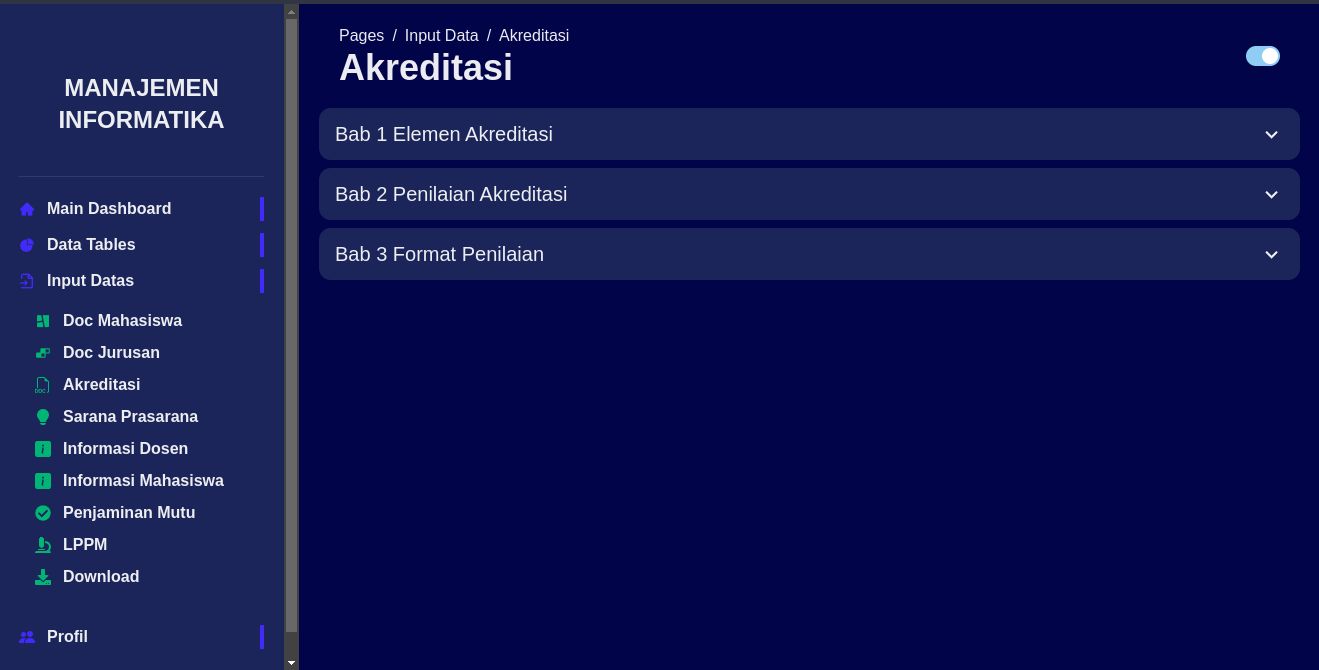 MANAJEMEN
INFORMATIKA
Main Dashboard
Data Tables
Input Datas
Doc Mahasiswa
Doc Jurusan
DOC
Akreditasi
Sarana Prasarana
Informasi Dosen
Informasi Mahasiswa
Penjaminan Mutu
LPPM
Download
Profil
Pages / Input Data / Akreditasi
Akreditasi
Bab 1 Elemen Akreditasi
Bab 2 Penilaian Akreditasi
Bab 3 Format Penilaian